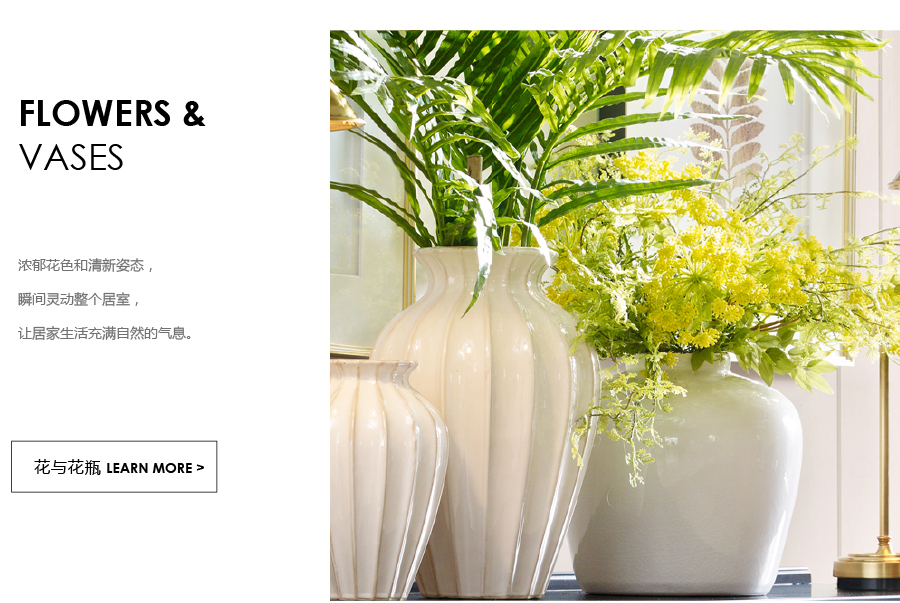 FLOWERS &
VASES
浓郁花色和清新姿态，
瞬间灵动整个居室，
让居家生活充满自然的气息。
花与花瓶 LEARN MORE >